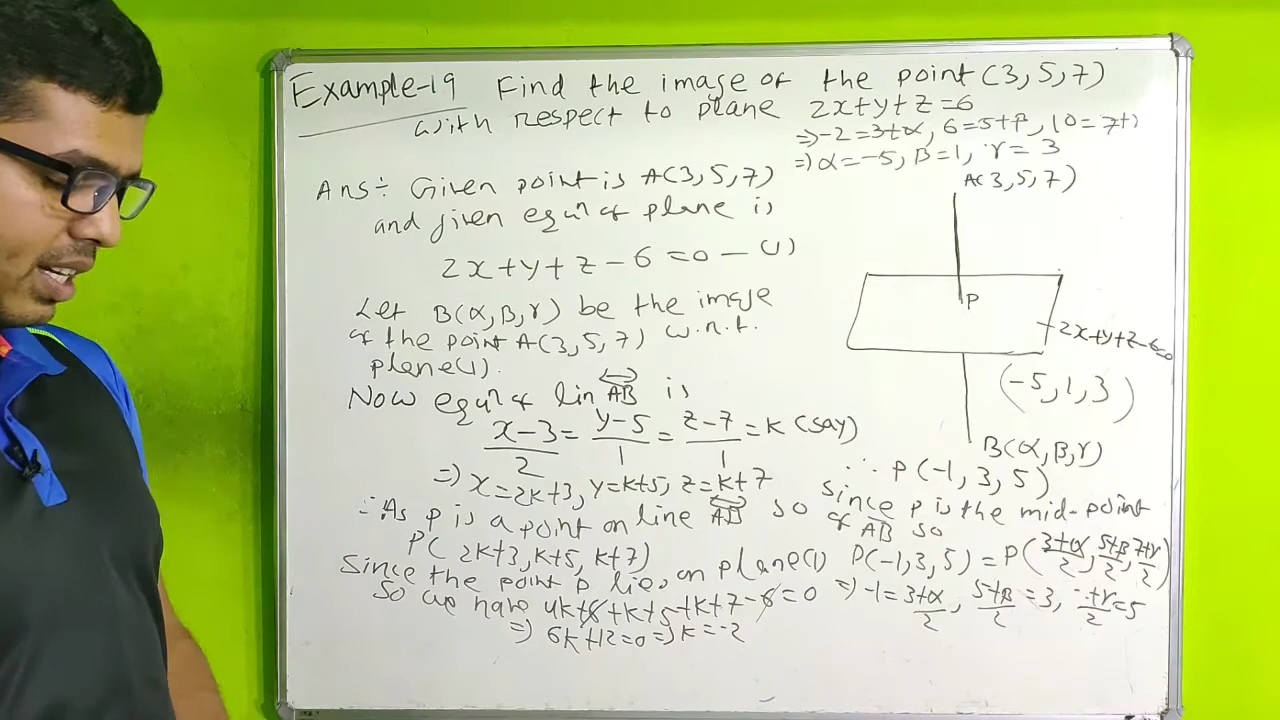 Example-19 Find the image of the point (3,5,7)
with respect to plane 2x+y+z=6
⇒ -2=3+α, 6=5+β, 10=7+γ
⇒ α=-5, β=1, γ=3
Ans÷ Given point is A(3,5,7)
and given equⁿ of plane is
2x+y+z-6=0 —(1)
Let B(α,β,γ) be the image
of the point A(3,5,7) w.r.t.
plane(1).
Now equⁿ of line AB is
x-3/2 = y-5/1 = z-7/1 = k (say)
⇒ x=2k+3, y=k+5, z=k+7
∴ As P is a point on line AB so
P(2k+3, k+5, k+7)
Since the point P lies on plane(1)
So we have 4k+6+k+5+k+7-6=0
⇒ 6k+12=0 ⇒ k=-2
A(3,5,7)
P
2x+y+z-6=0
(-5,1,3)
B(α,β,γ)
∴ P(-1,3,5)
Since P is the mid-point
of AB so
P(-1,3,5) = P(3+α/2, 5+β/2, 7+γ/2)
⇒ -1=3+α/2, 5+β/2=3, 7+γ/2=5